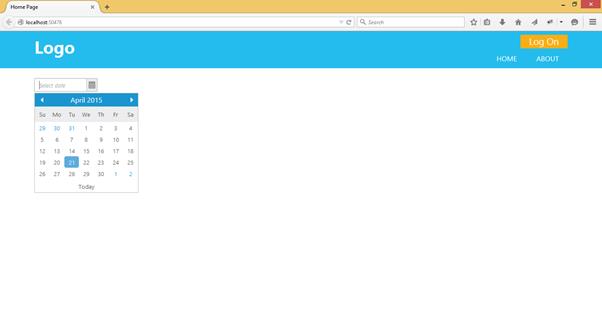 Home Page
localhost:50476
Search
Logo
Log On
HOME ABOUT
Select date
April 2015
Su Mo Tu We Th Fr Sa
29 30 31 1 2 3 4
5 6 7 8 9 10 11
12 13 14 15 16 17 18
19 20 21 22 23 24 25
26 27 28 29 30 1 2
Today